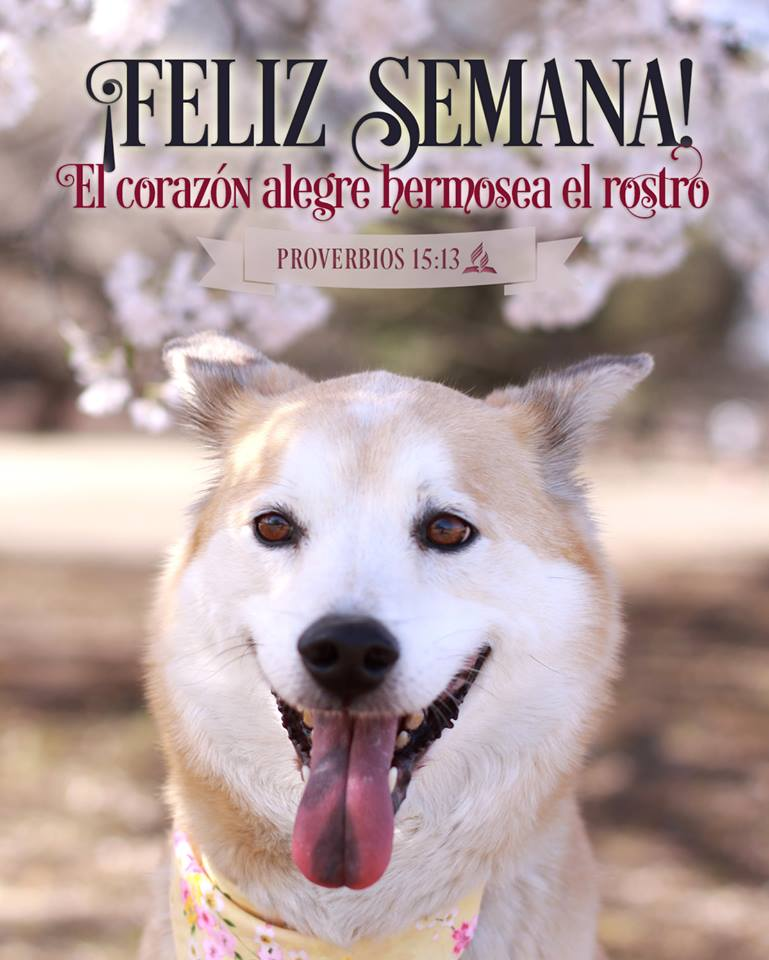 ¡FELIZ SEMANA!
El corazón alegre hermosea el rostro
PROVERBIOS 15:13